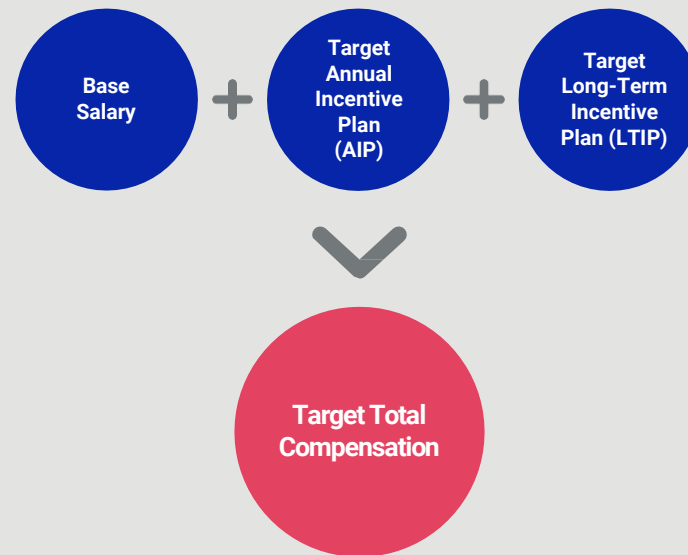 Base
Salary
Target
Annual
Incentive
Plan
(AIP)
Target
Long-Term
Incentive
Plan (LTIP)
Target Total
Compensation